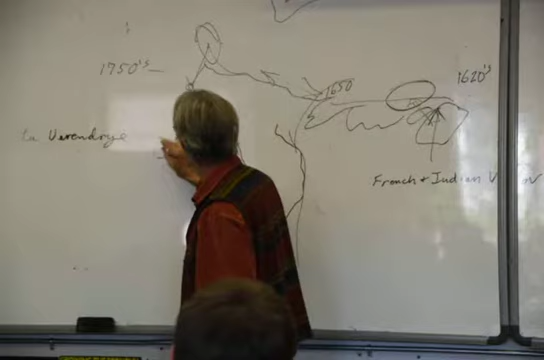 1750's —
1650
1620's
La Verendrye
French + Indian W